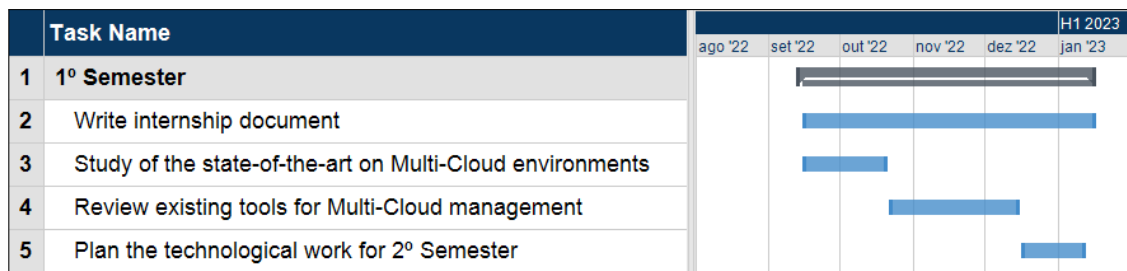 Task Name
H1 2023
ago '22 set '22 out '22 nov '22 dez '22 jan '23
1 1º Semester
2 Write internship document
3 Study of the state-of-the-art on Multi-Cloud environments
4 Review existing tools for Multi-Cloud management
5 Plan the technological work for 2º Semester